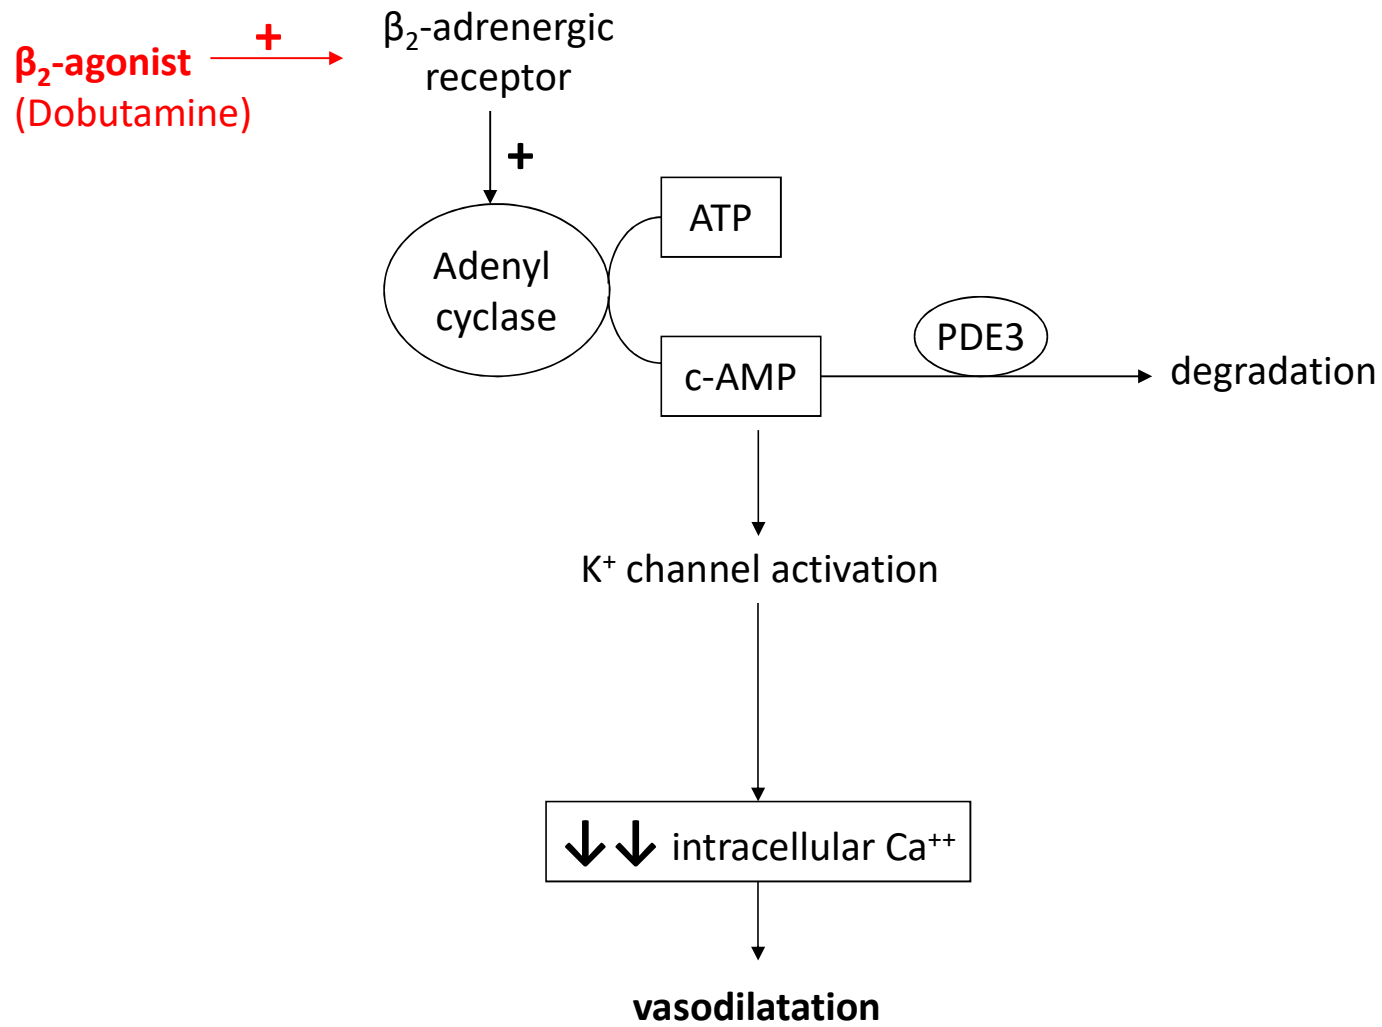 β₂-agonist
(Dobutamine)
+
β₂-adrenergic
receptor
+
Adenyl
cyclase
ATP
c-AMP
PDE3
degradation
K⁺ channel activation
↓↓ intracellular Ca⁺⁺
vasodilatation